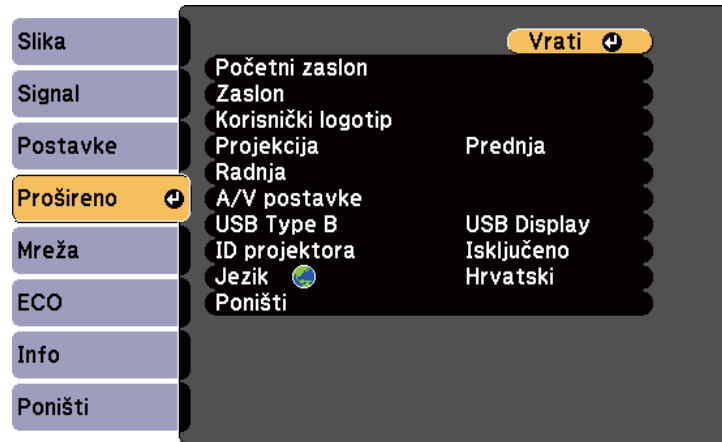 Slika
Signal
Postavke
Prošireno
Mreža
ECO
Info
Poništi
Vrati
Početni zaslon
Zaslon
Korisnički logotip
Projekcija Prednja
Radnja
A/V postavke
USB Type B USB Display
ID projektora Isključeno
Jezik Hrvatski
Poništi